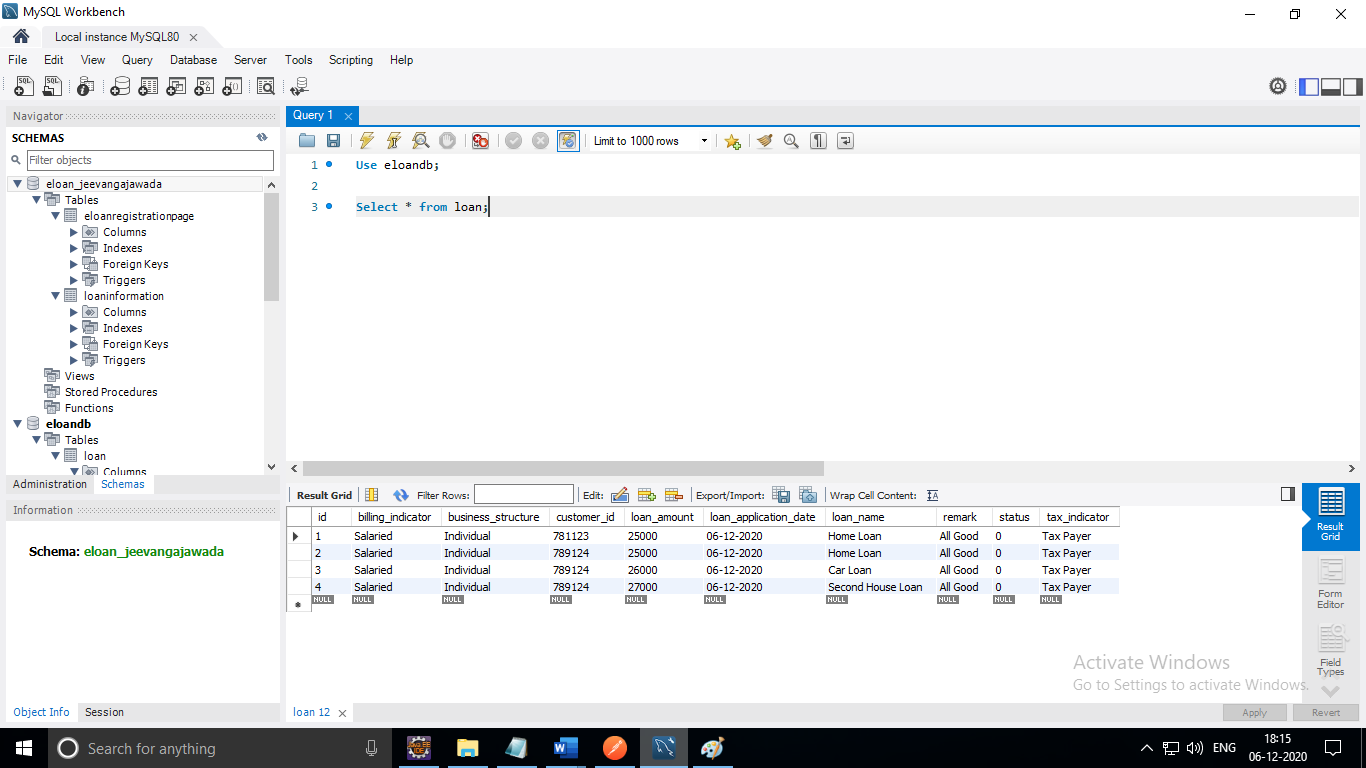 MySQL Workbench
Local instance MySQL80
File Edit View Query Database Server Tools Scripting Help
Navigator
SCHEMAS
Filter objects
eloan_jeevangajawada
Tables
eloanregistrationpage
Columns
Indexes
Foreign Keys
Triggers
loaninformation
Columns
Indexes
Foreign Keys
Triggers
Views
Stored Procedures
Functions
eloandb
Tables
loan
Columns
Administration Schemas
Information
Schema: eloan_jeevangajawada
Object Info Session
Query 1
Limit to 1000 rows
1 Use eloandb;
2
3 Select * from loan;
Result Grid Filter Rows: Edit: Export/Import: Wrap Cell Content:
id billing_indicator business_structure customer_id loan_amount loan_application_date loan_name remark status tax_indicator
1 Salaried Individual 781123 25000 06-12-2020 Home Loan All Good 0 Tax Payer
2 Salaried Individual 789124 25000 06-12-2020 Home Loan All Good 0 Tax Payer
3 Salaried Individual 789124 26000 06-12-2020 Car Loan All Good 0 Tax Payer
4 Salaried Individual 789124 27000 06-12-2020 Second House Loan All Good 0 Tax Payer
NULL NULL NULL NULL NULL NULL NULL NULL NULL NULL
Result
Grid
Form
Editor
Field
Types
Activate Windows
Go to Settings to activate Windows.
loan 12
Apply Revert
Search for anything
ENG
18:15
06-12-2020